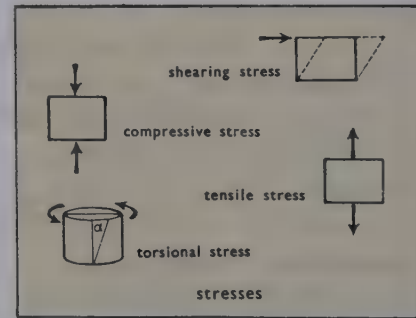 shearing stress
compressive stress
tensile stress
α
torsional stress
stresses